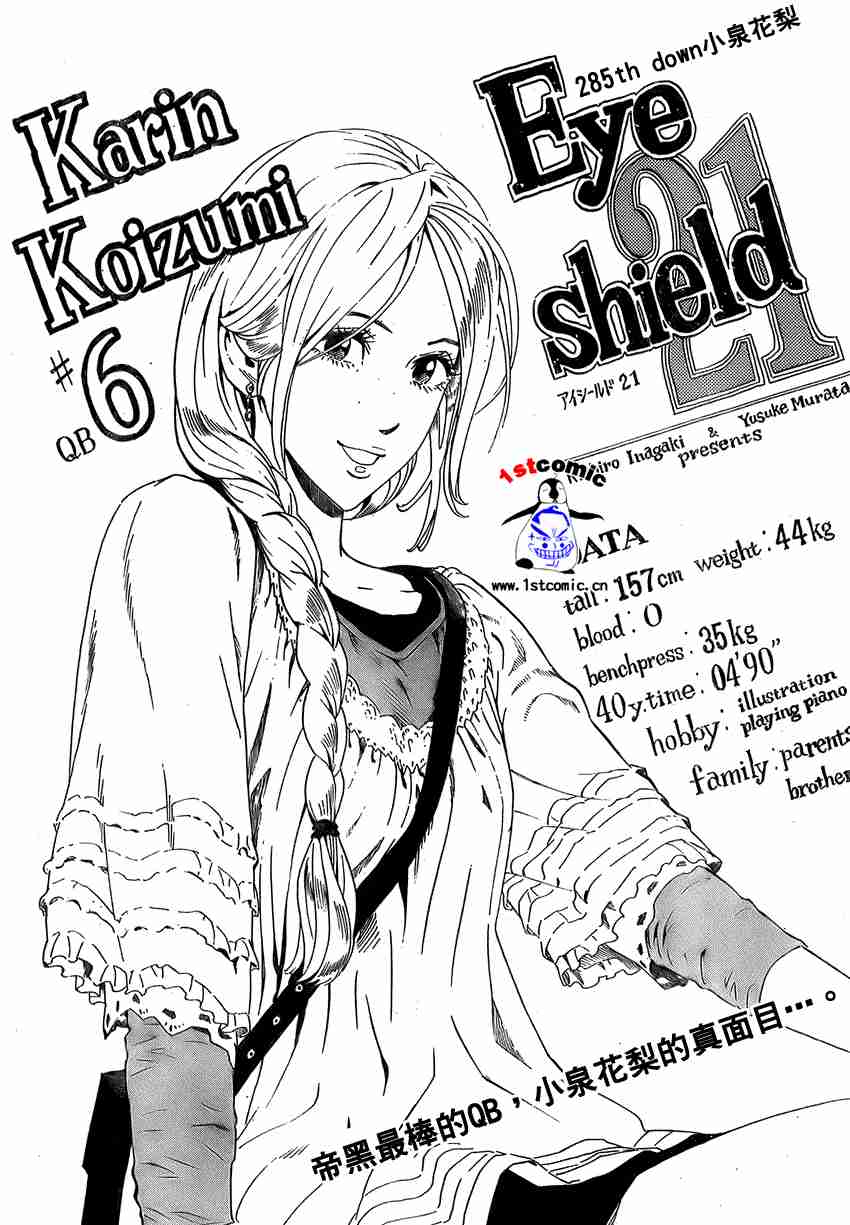 285th down小泉花梨
Eye
shield
21
アイシールド 21
Inagaki & Yusuke Murata
presents
Karin
Koizumi
#6
QB
1stcomic
www.1stcomic.cn
tall:157cm weight:44kg
blood:O
benchpress:35kg
40y.time:04'90"
hobby:illustration
playing piano
family:parents
brother
帝黑最棒的QB，小泉花梨的真面目…。